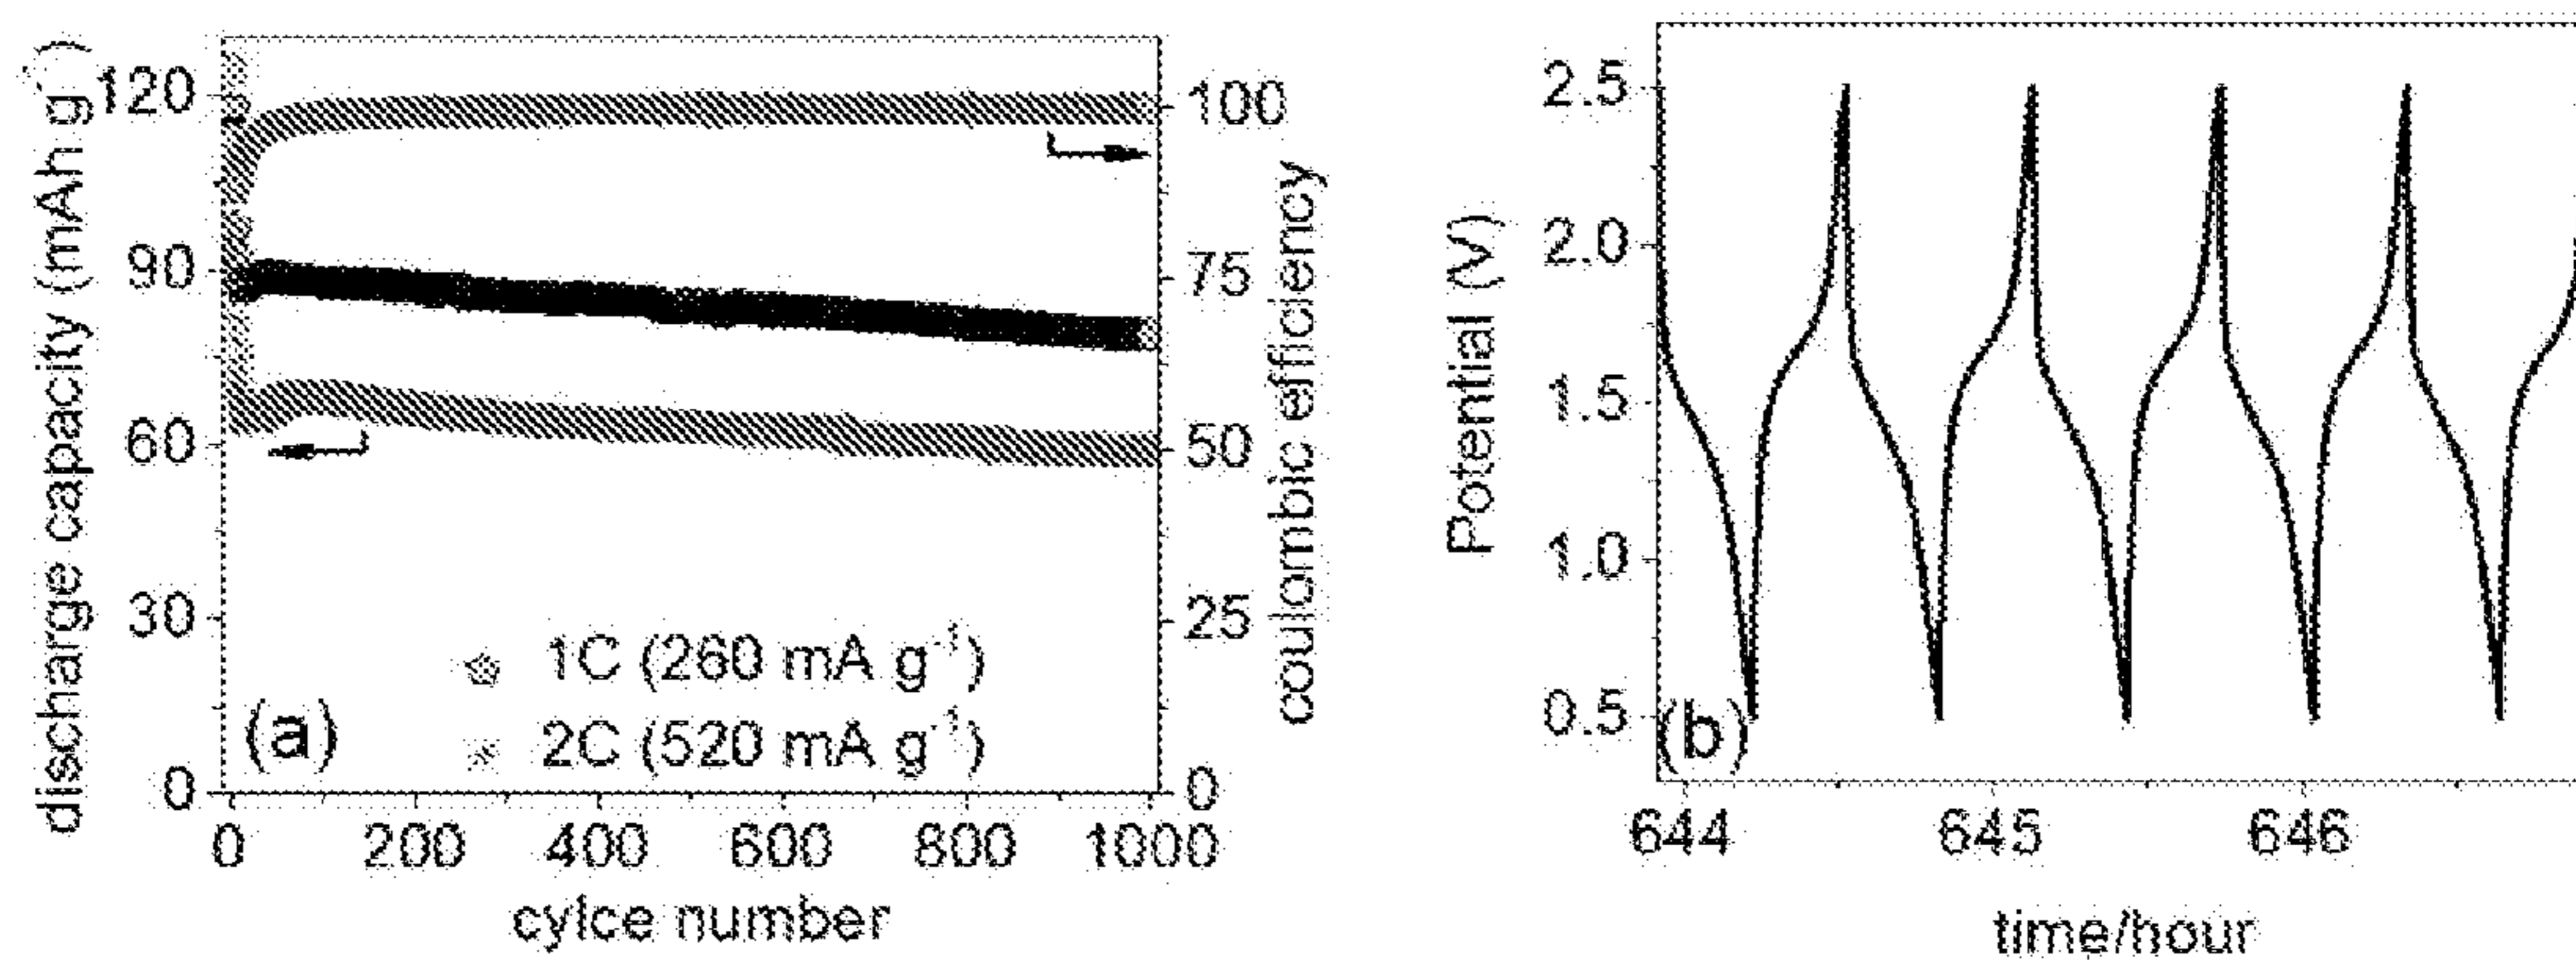 discharge capacity (mAh g⁻¹)
120
90
60
30
0
100
75
50
25
0
coulombic efficiency
1C (260 mA g⁻¹)
2C (520 mA g⁻¹)
(a)
0 200 400 600 800 1000
cylce number
Potential (V)
2.5
2.0
1.5
1.0
0.5
(b)
644 645 646
time/hour